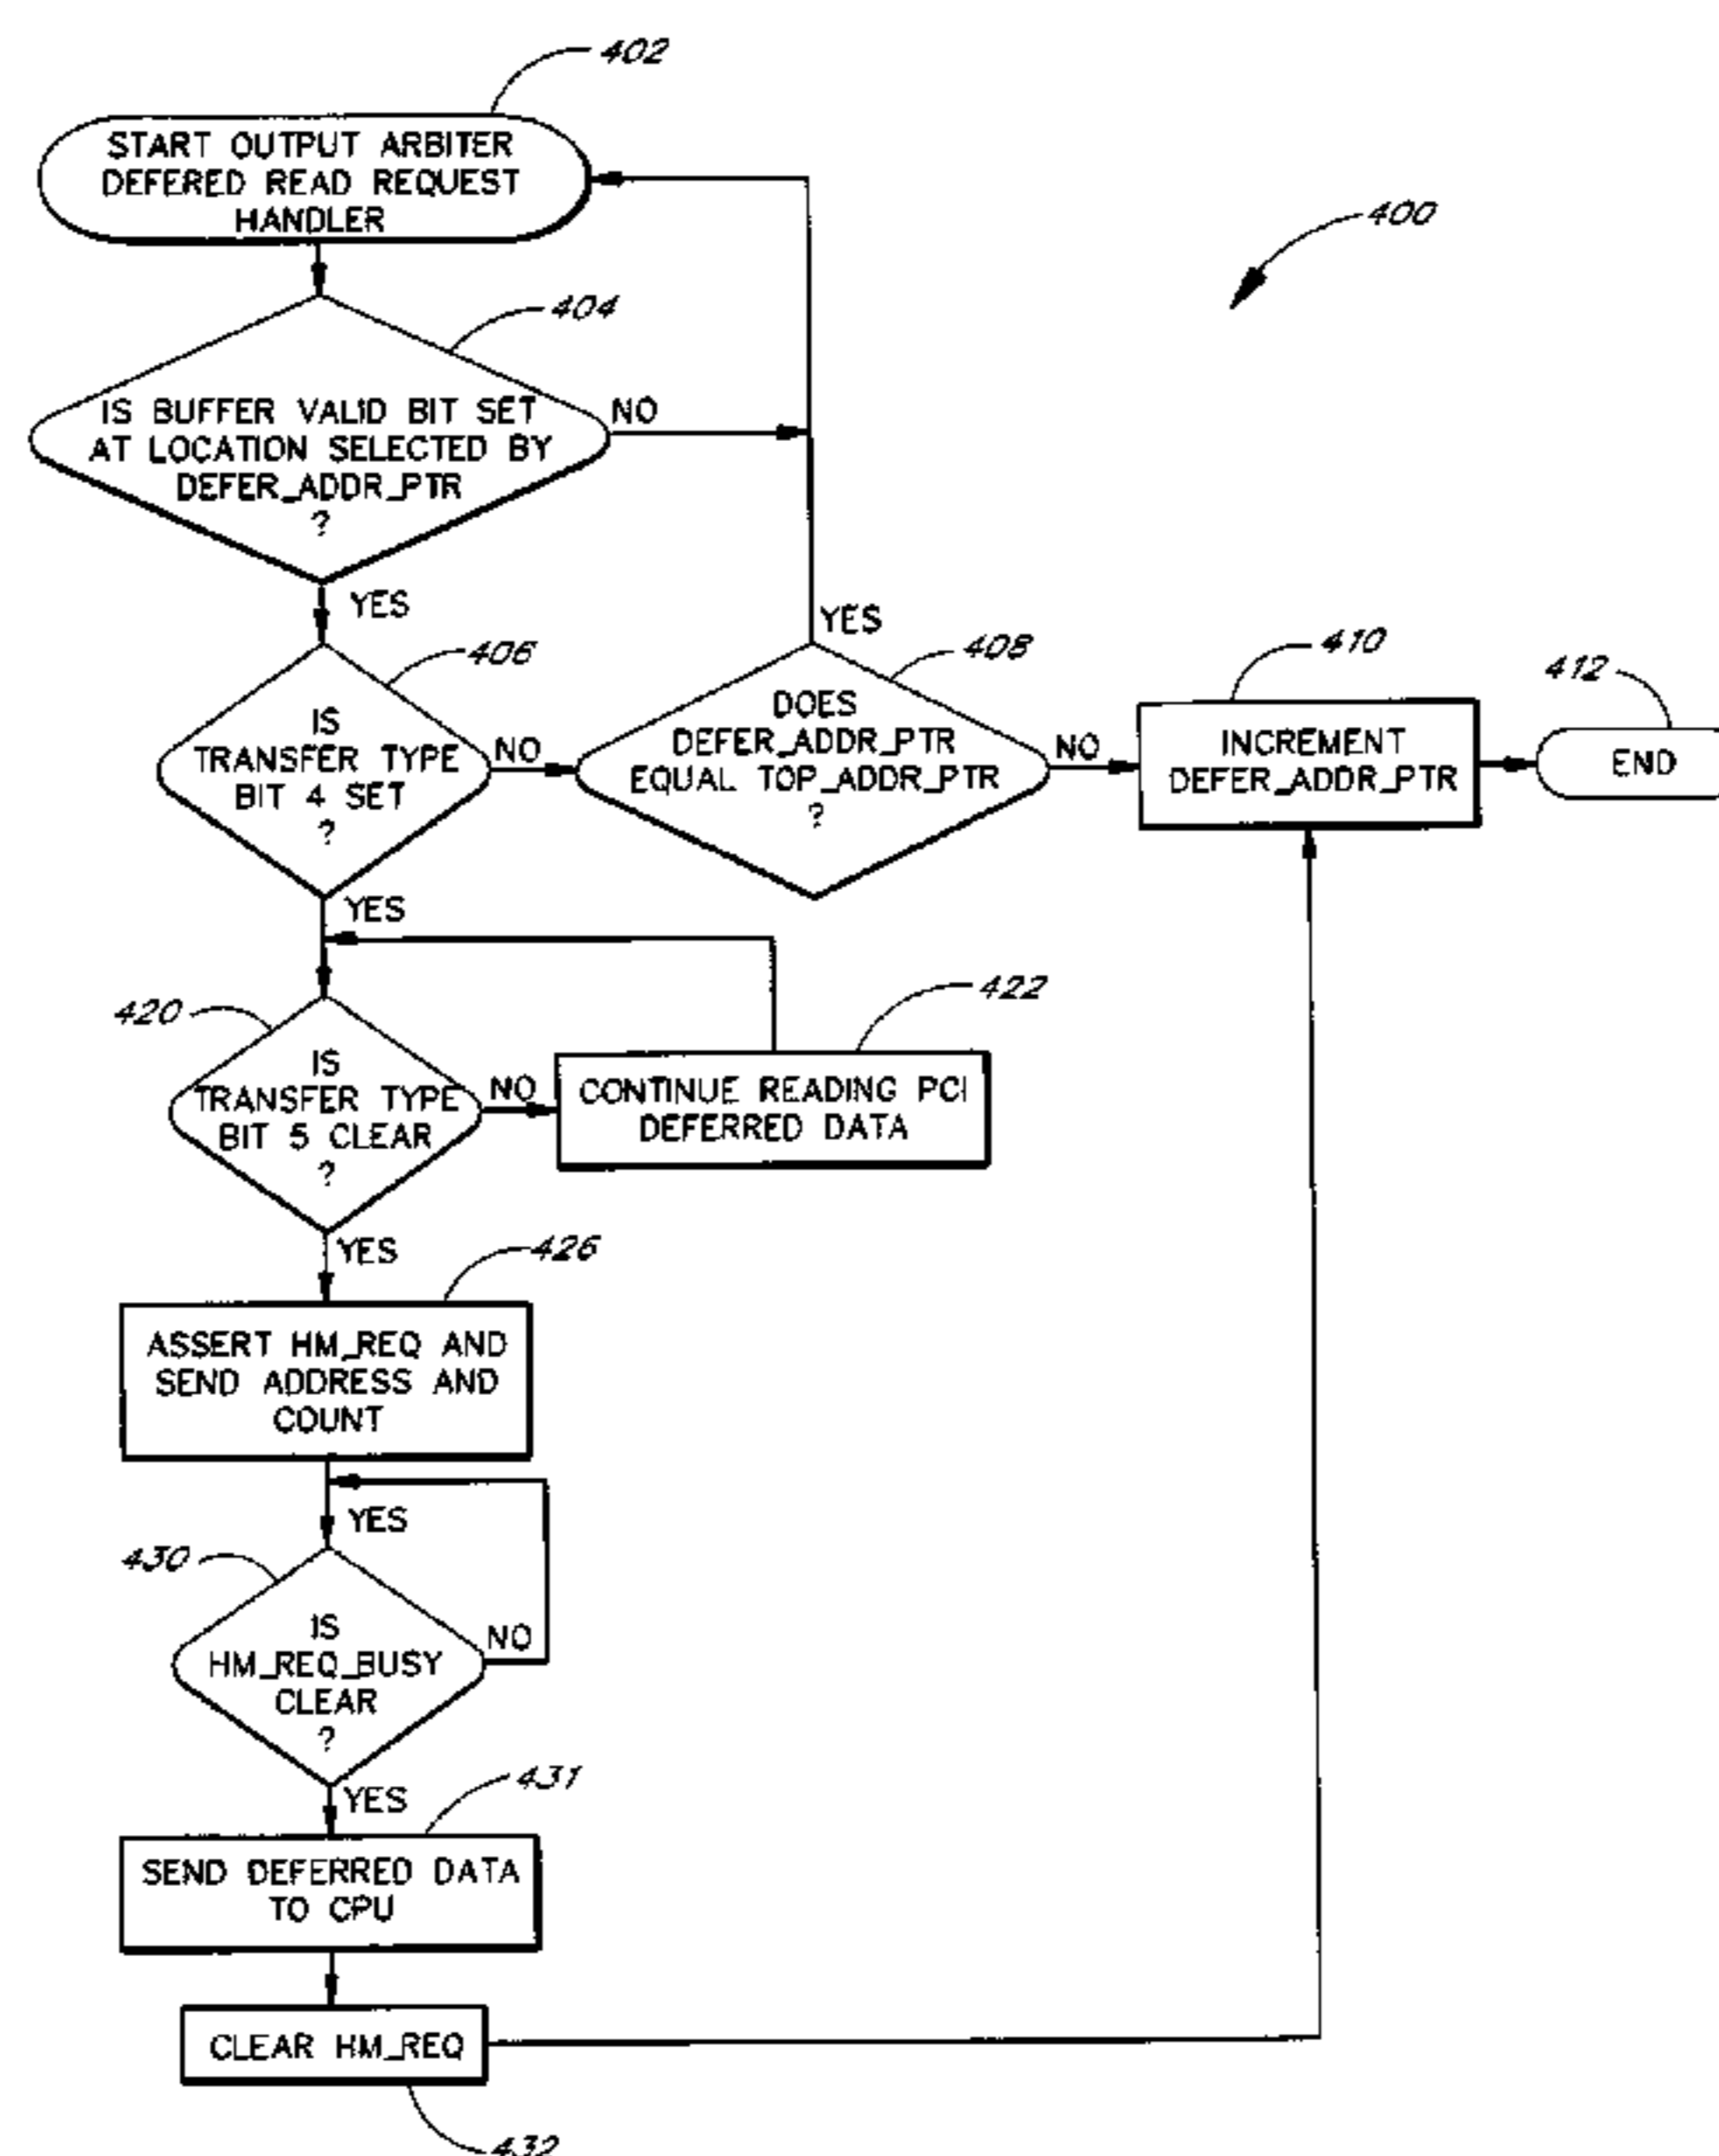 402
START OUTPUT ARBITER
DEFERED READ REQUEST
HANDLER
400
404
IS BUFFER VALID BIT SET
AT LOCATION SELECTED BY
DEFER_ADDR_PTR
?
NO
YES
406
IS
TRANSFER TYPE
BIT 4 SET
?
NO
YES
408
DOES
DEFER_ADDR_PTR
EQUAL TOP_ADDR_PTR
?
YES
NO
410
INCREMENT
DEFER_ADDR_PTR
412
END
420
IS
TRANSFER TYPE
BIT 5 CLEAR
?
NO
YES
422
CONTINUE READING PCI
DEFERRED DATA
426
ASSERT HM_REQ AND
SEND ADDRESS AND
COUNT
YES
430
IS
HM_REQ_BUSY
CLEAR
?
NO
YES
431
SEND DEFERRED DATA
TO CPU
CLEAR HM_REQ
432